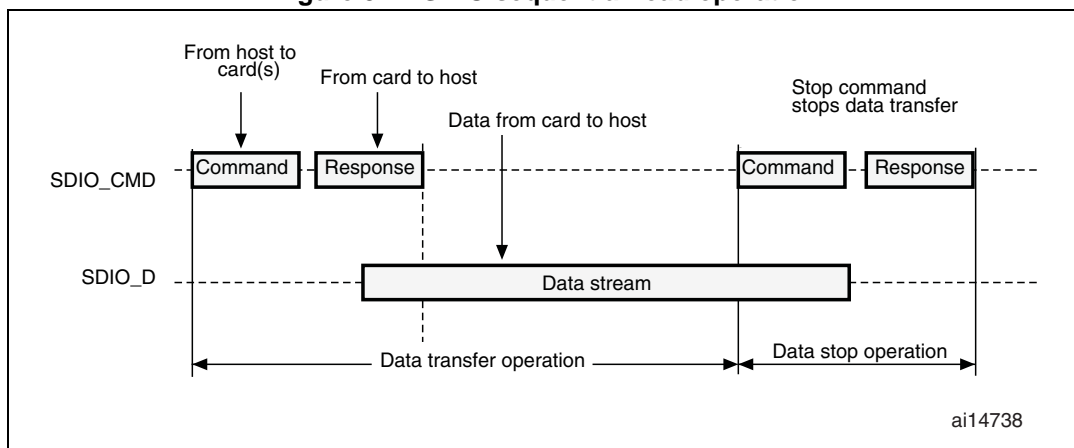 From host to
card(s)
From card to host
Data from card to host
Stop command
stops data transfer
SDIO_CMD
Command
Response
Command
Response
SDIO_D
Data stream
Data transfer operation
Data stop operation
ai14738